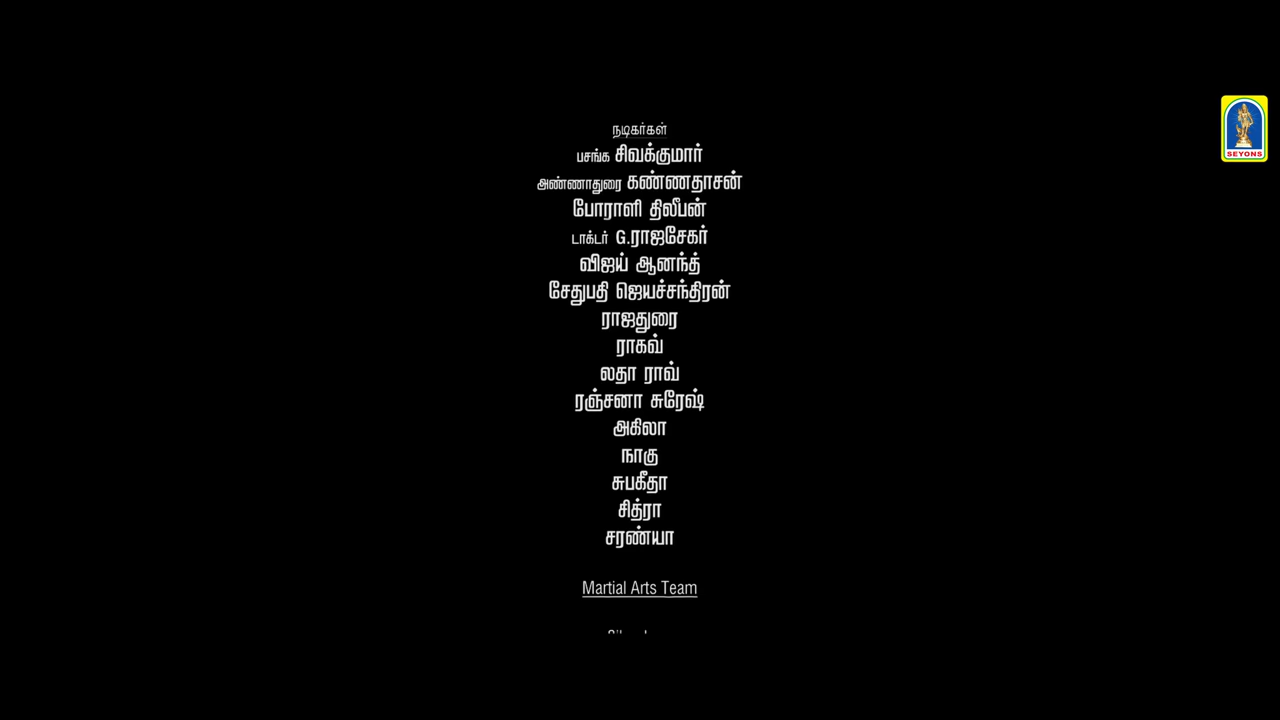 நடிகர்கள்
பசங்க சிவக்குமார்
அண்ணாதுரை கண்ணதாசன்
போராளி திலீபன்
டாக்டர் G.ராஜசேகர்
விஜய் ஆனந்த்
சேதுபதி ஜெயச்சந்திரன்
ராஜதுரை
ராகவ்
லதா ராவ்
ரஞ்சனா சுரேஷ்
அகிலா
நாகு
சுபகீதா
சித்ரா
சரண்யா
Martial Arts Team
SEYONS